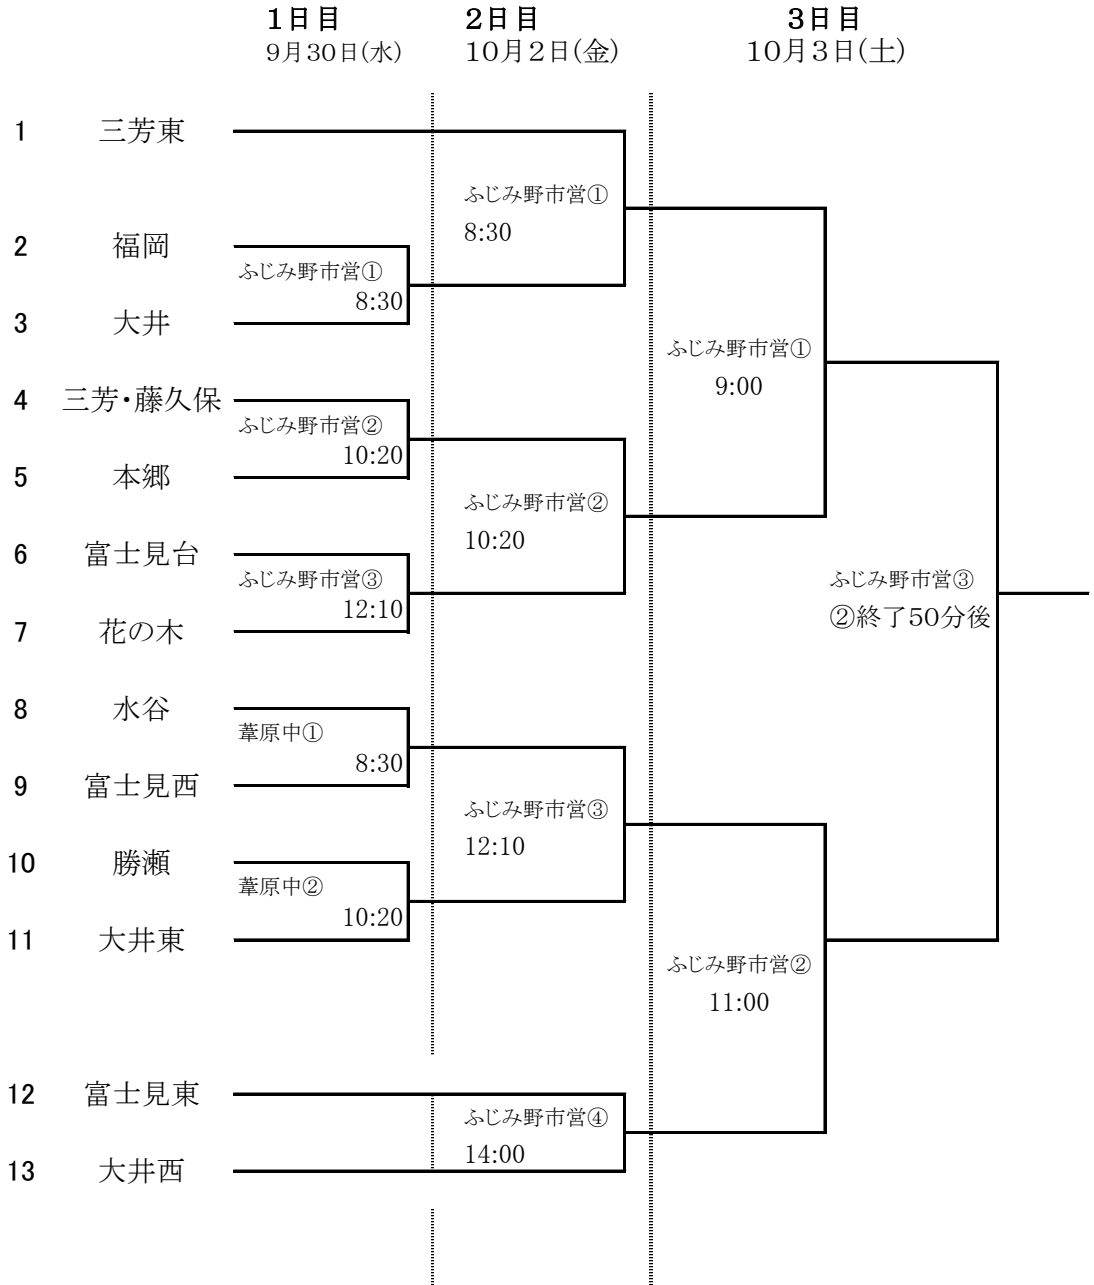 1日目 2日目 3日目
9月30日(水) 10月2日(金) 10月3日(土)
1 三芳東
ふじみ野市営①
8:30
2 福岡
ふじみ野市営①
8:30
3 大井
ふじみ野市営①
9:00
4 三芳・藤久保
ふじみ野市営②
10:20
5 本郷
ふじみ野市営②
10:20
6 富士見台
ふじみ野市営③
12:10
ふじみ野市営③
②終了50分後
7 花の木
8 水谷
葦原中①
8:30
9 富士見西
ふじみ野市営③
12:10
10 勝瀬
葦原中②
10:20
11 大井東
ふじみ野市営②
11:00
12 富士見東
ふじみ野市営④
14:00
13 大井西